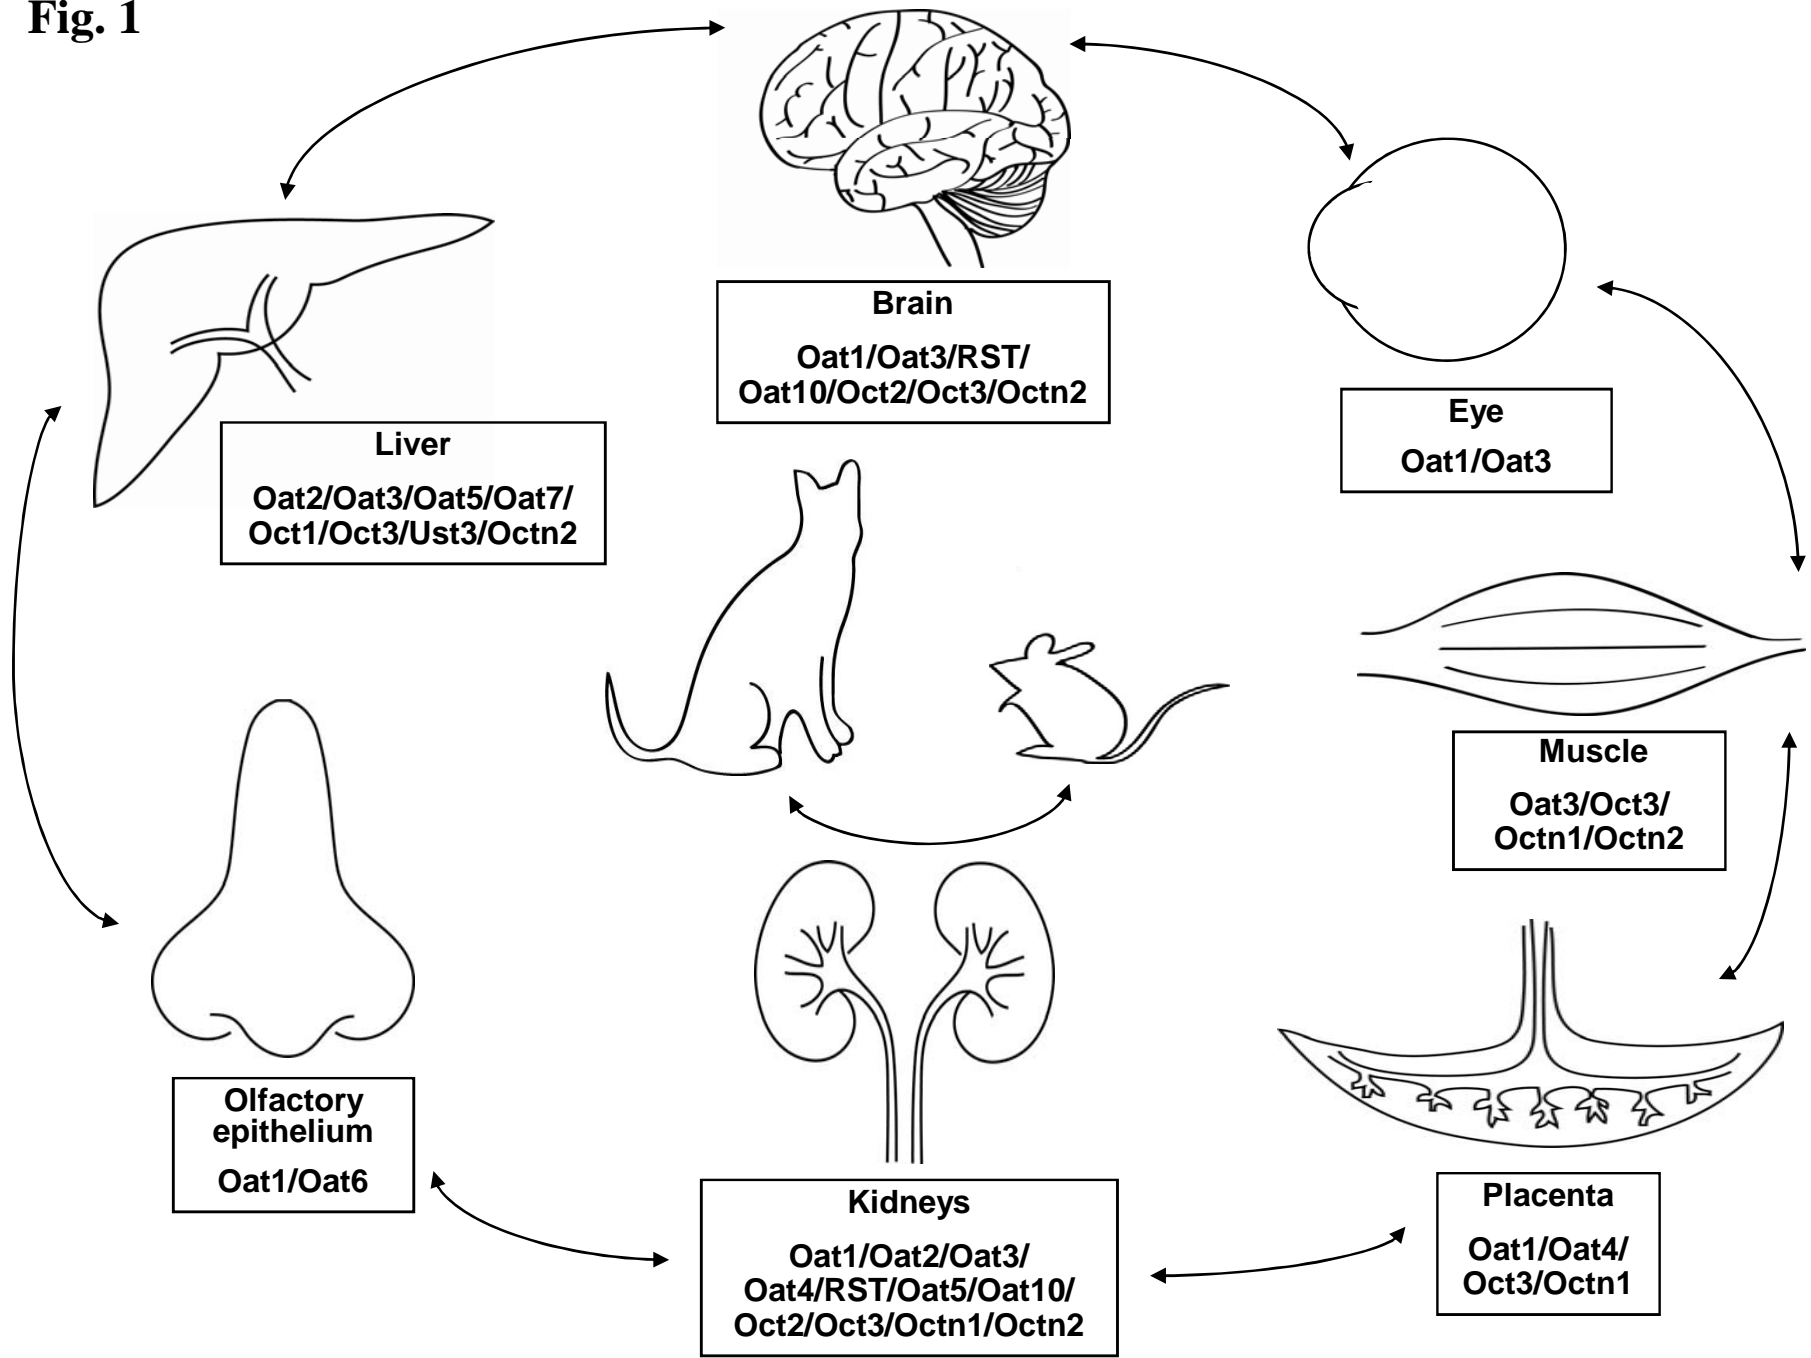 Fig. 1
Brain
Oat1/Oat3/RST/
Oat10/Oct2/Oct3/Octn2
Eye
Oat1/Oat3
Liver
Oat2/Oat3/Oat5/Oat7/
Oct1/Oct3/Ust3/Octn2
Muscle
Oat3/Oct3/
Octn1/Octn2
Olfactory
epithelium
Oat1/Oat6
Kidneys
Oat1/Oat2/Oat3/
Oat4/RST/Oat5/Oat10/
Oct2/Oct3/Octn1/Octn2
Placenta
Oat1/Oat4/
Oct3/Octn1